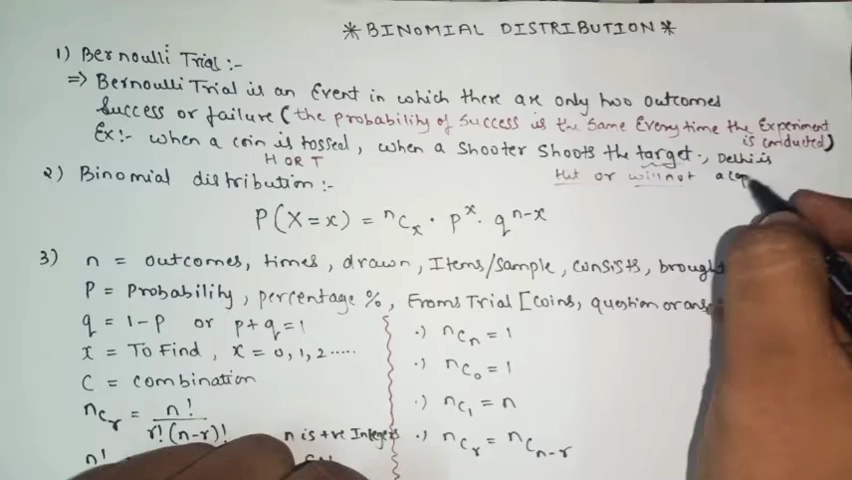 *BINOMIAL DISTRIBUTION*
1) Bernoulli Trial :-
=> Bernoulli Trial is an Event in which there are only two outcomes
Success or failure (the probability of Success is the Same Every time the Experiment
is conducted)
Ex:- when a coin is tossed, when a Shooter Shoots the target., Delhi is
H OR T
Hit or will not a cap
2) Binomial distribution :-
P(X=x) = ⁿCₓ · pˣ · qⁿ⁻ˣ
3) n = outcomes, times, drawn, Items/Sample, consists, brought
P = Probability, percentage %, Froms Trial [coins, question or ans
q = 1-p or p+q=1
x = To Find, x = 0, 1, 2 .....
C = combination
nCr = n! / r!(n-r)!
n is +ve Integers
n!
·) nCn = 1
·) nC0 = 1
·) nC1 = n
·) nCr = nCn-r